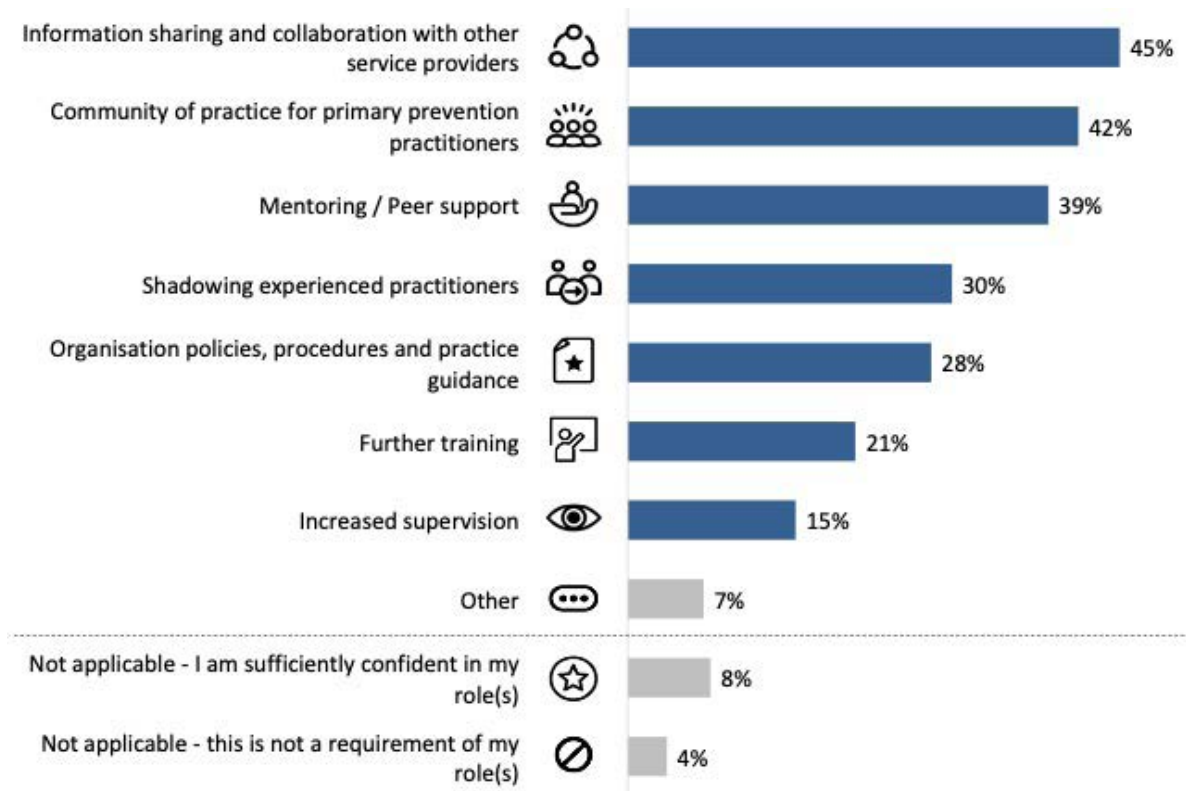 Information sharing and collaboration with other
service providers
45%
Community of practice for primary prevention
practitioners
42%
Mentoring / Peer support
39%
Shadowing experienced practitioners
30%
Organisation policies, procedures and practice
guidance
28%
Further training
21%
Increased supervision
15%
Other
7%
Not applicable - I am sufficiently confident in my
role(s)
8%
Not applicable - this is not a requirement of my
role(s)
4%